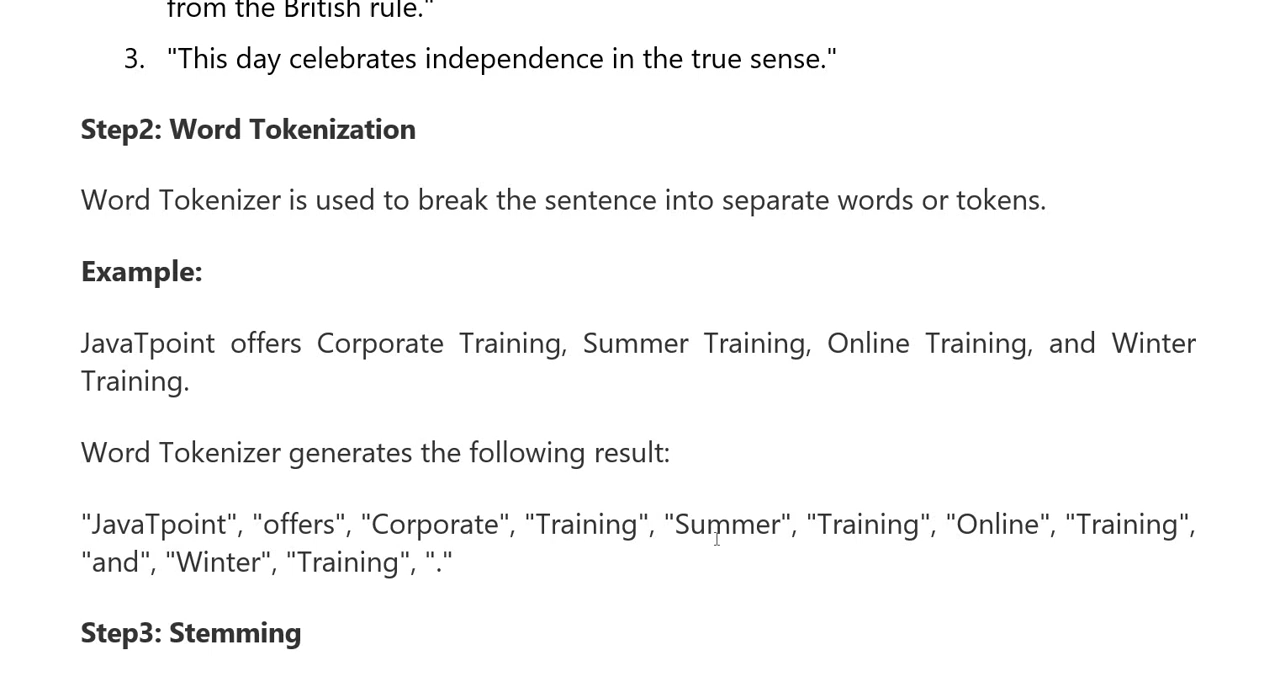 from the British rule."
3. "This day celebrates independence in the true sense."
Step2: Word Tokenization
Word Tokenizer is used to break the sentence into separate words or tokens.
Example:
JavaTpoint offers Corporate Training, Summer Training, Online Training, and Winter
Training.
Word Tokenizer generates the following result:
"JavaTpoint", "offers", "Corporate", "Training", "Summer", "Training", "Online", "Training",
"and", "Winter", "Training", "."
Step3: Stemming